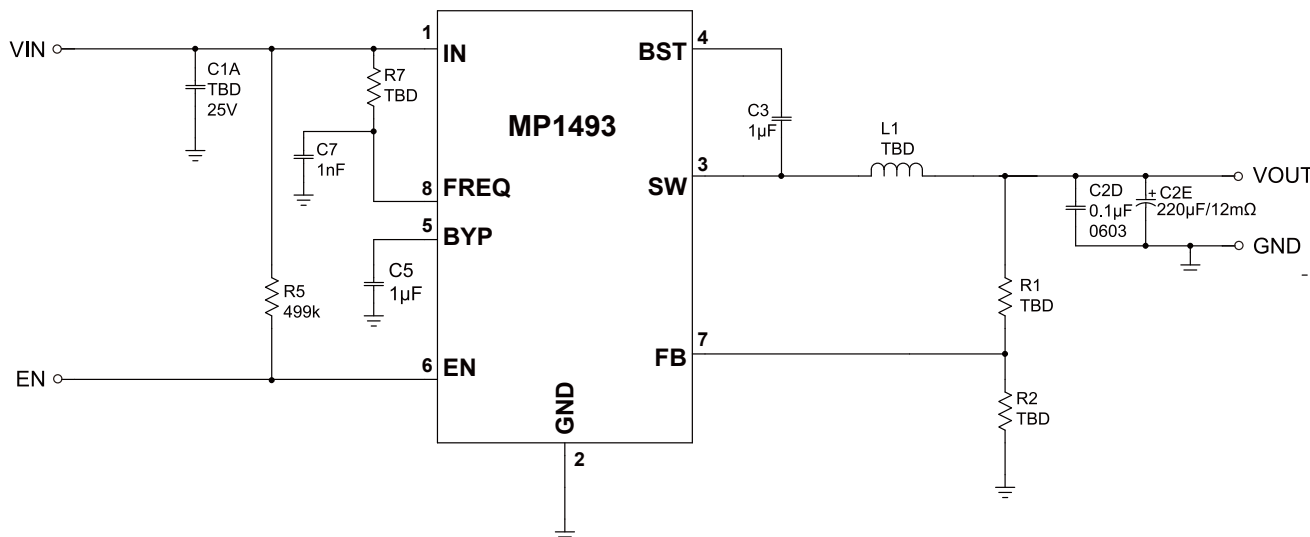 VIN
C1A
TBD
25V
R7
TBD
1
IN
MP1493
BST
4
C3
1µF
L1
TBD
C7
1nF
8
FREQ
5
BYP
SW
3
VOUT
C2D
0.1µF
0603
+
C2E
220µF/12mΩ
GND
-
C5
1µF
R5
499k
R1
TBD
FB
7
EN
6
EN
R2
TBD
GND
2